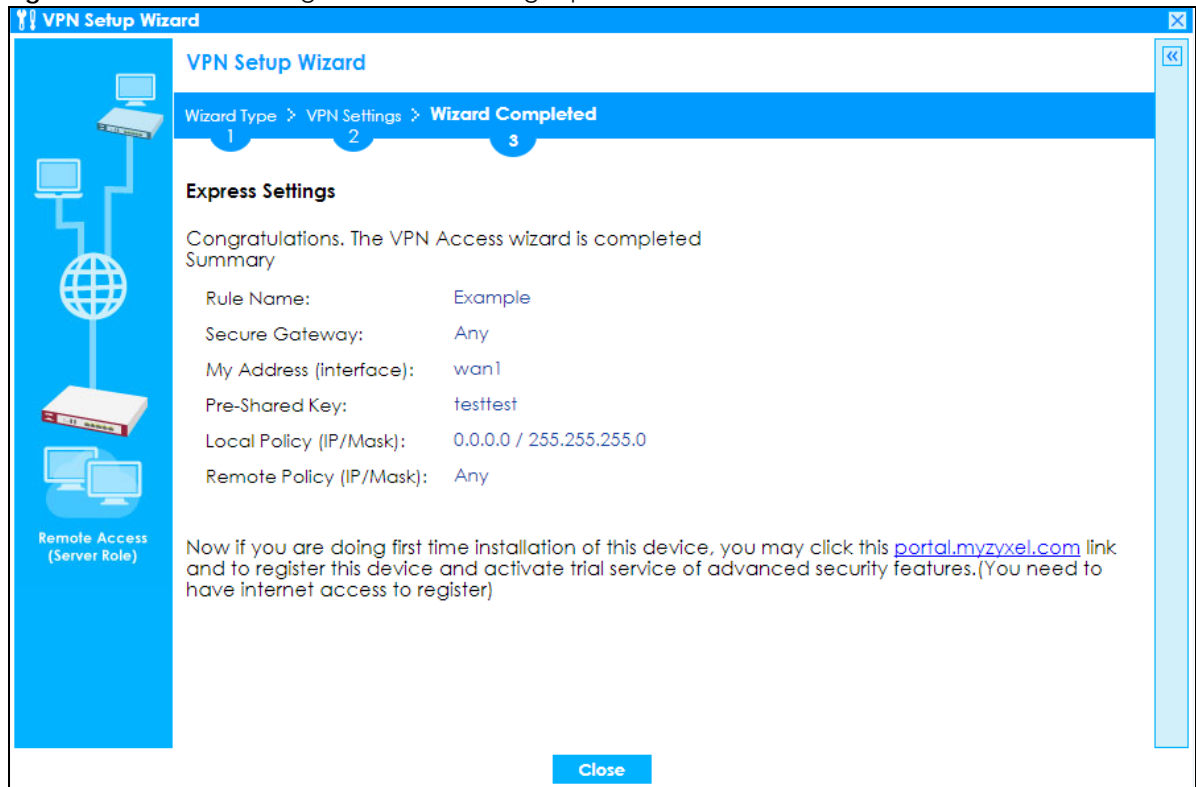 VPN Setup Wizard
VPN Setup Wizard
Wizard Type > VPN Settings > Wizard Completed
1 2 3
Express Settings
Congratulations. The VPN Access wizard is completed
Summary
Rule Name: Example
Secure Gateway: Any
My Address (interface): wan1
Pre-Shared Key: testtest
Local Policy (IP/Mask): 0.0.0.0 / 255.255.255.0
Remote Policy (IP/Mask): Any
Remote Access
(Server Role)
Now if you are doing first time installation of this device, you may click this portal.myzyxel.com link
and to register this device and activate trial service of advanced security features.(You need to
have internet access to register)
Close